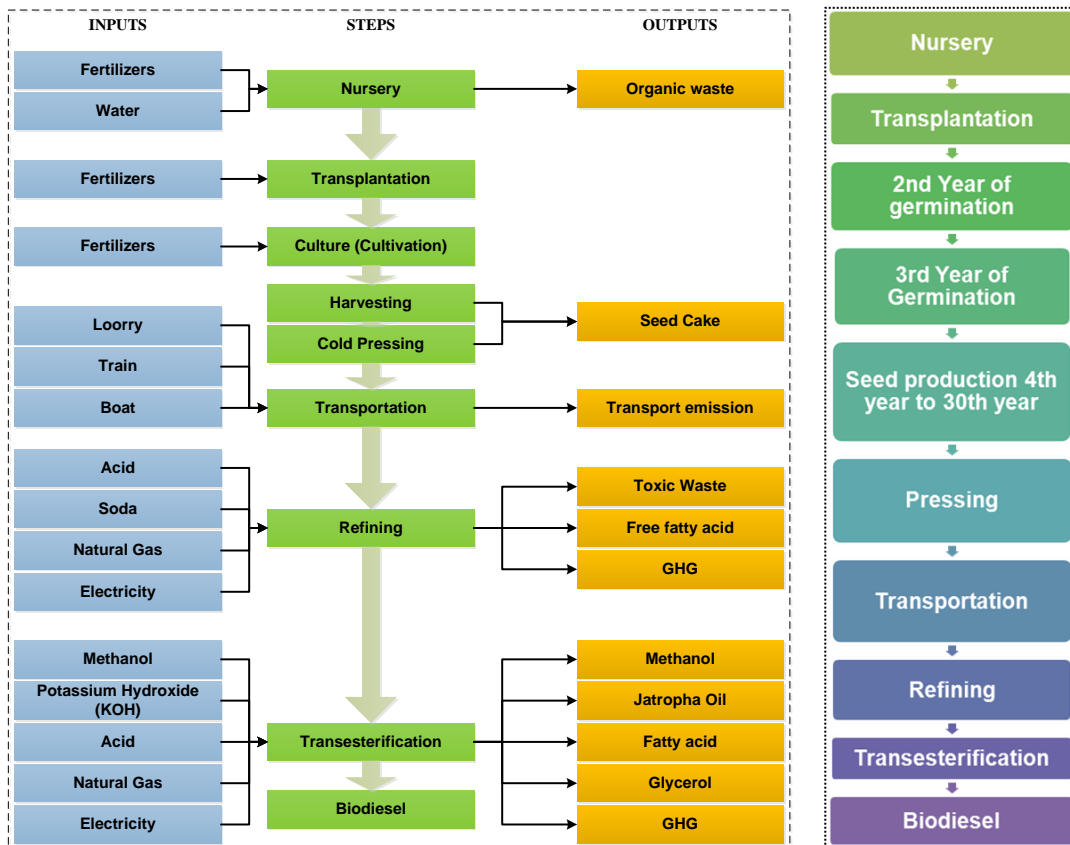 INPUTS
STEPS
OUTPUTS
Fertilizers
Water
Nursery
Organic waste
Fertilizers
Transplantation
Fertilizers
Culture (Cultivation)
Harvesting
Cold Pressing
Seed Cake
Loorry
Train
Boat
Transportation
Transport emission
Acid
Soda
Natural Gas
Electricity
Refining
Toxic Waste
Free fatty acid
GHG
Methanol
Potassium Hydroxide
(KOH)
Acid
Natural Gas
Electricity
Transesterification
Biodiesel
Methanol
Jatropha Oil
Fatty acid
Glycerol
GHG
Nursery
Transplantation
2nd Year of
germination
3rd Year of
Germination
Seed production 4th
year to 30th year
Pressing
Transportation
Refining
Transesterification
Biodiesel